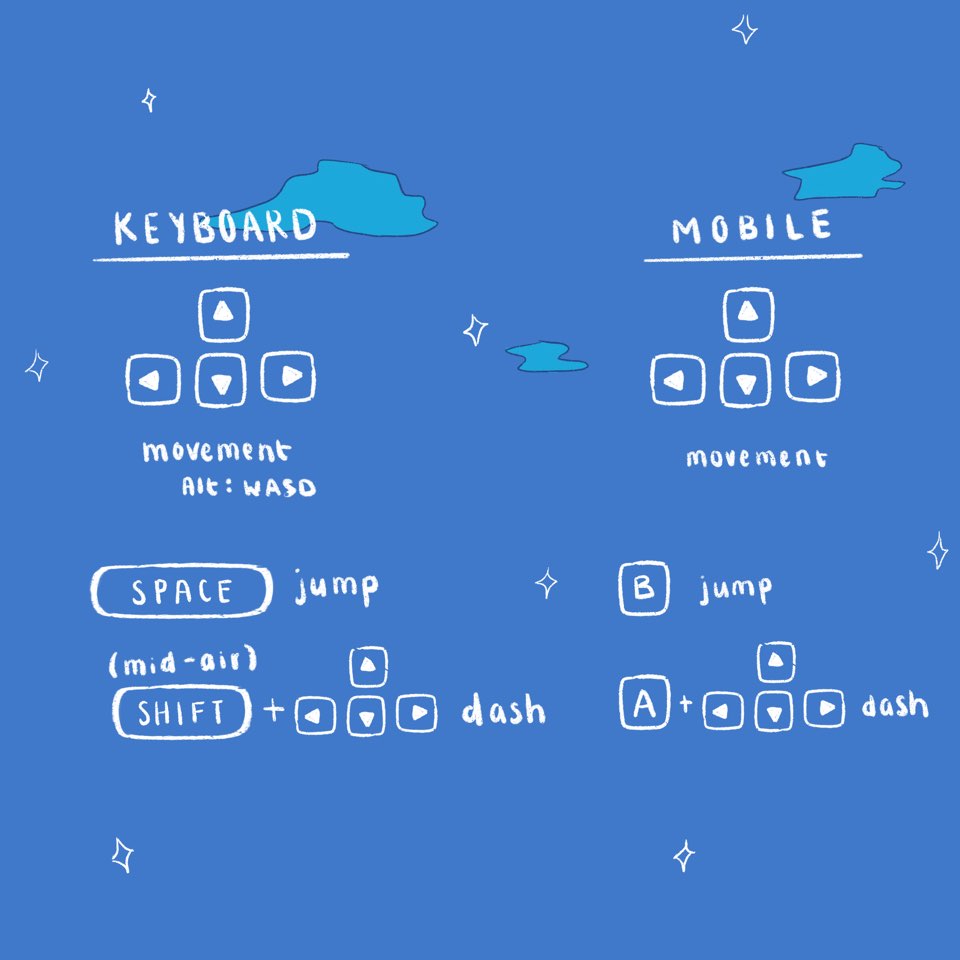 KEYBOARD
movement
Alt: WASD
SPACE jump
(mid-air)
SHIFT + dash
MOBILE
movement
B jump
A + dash